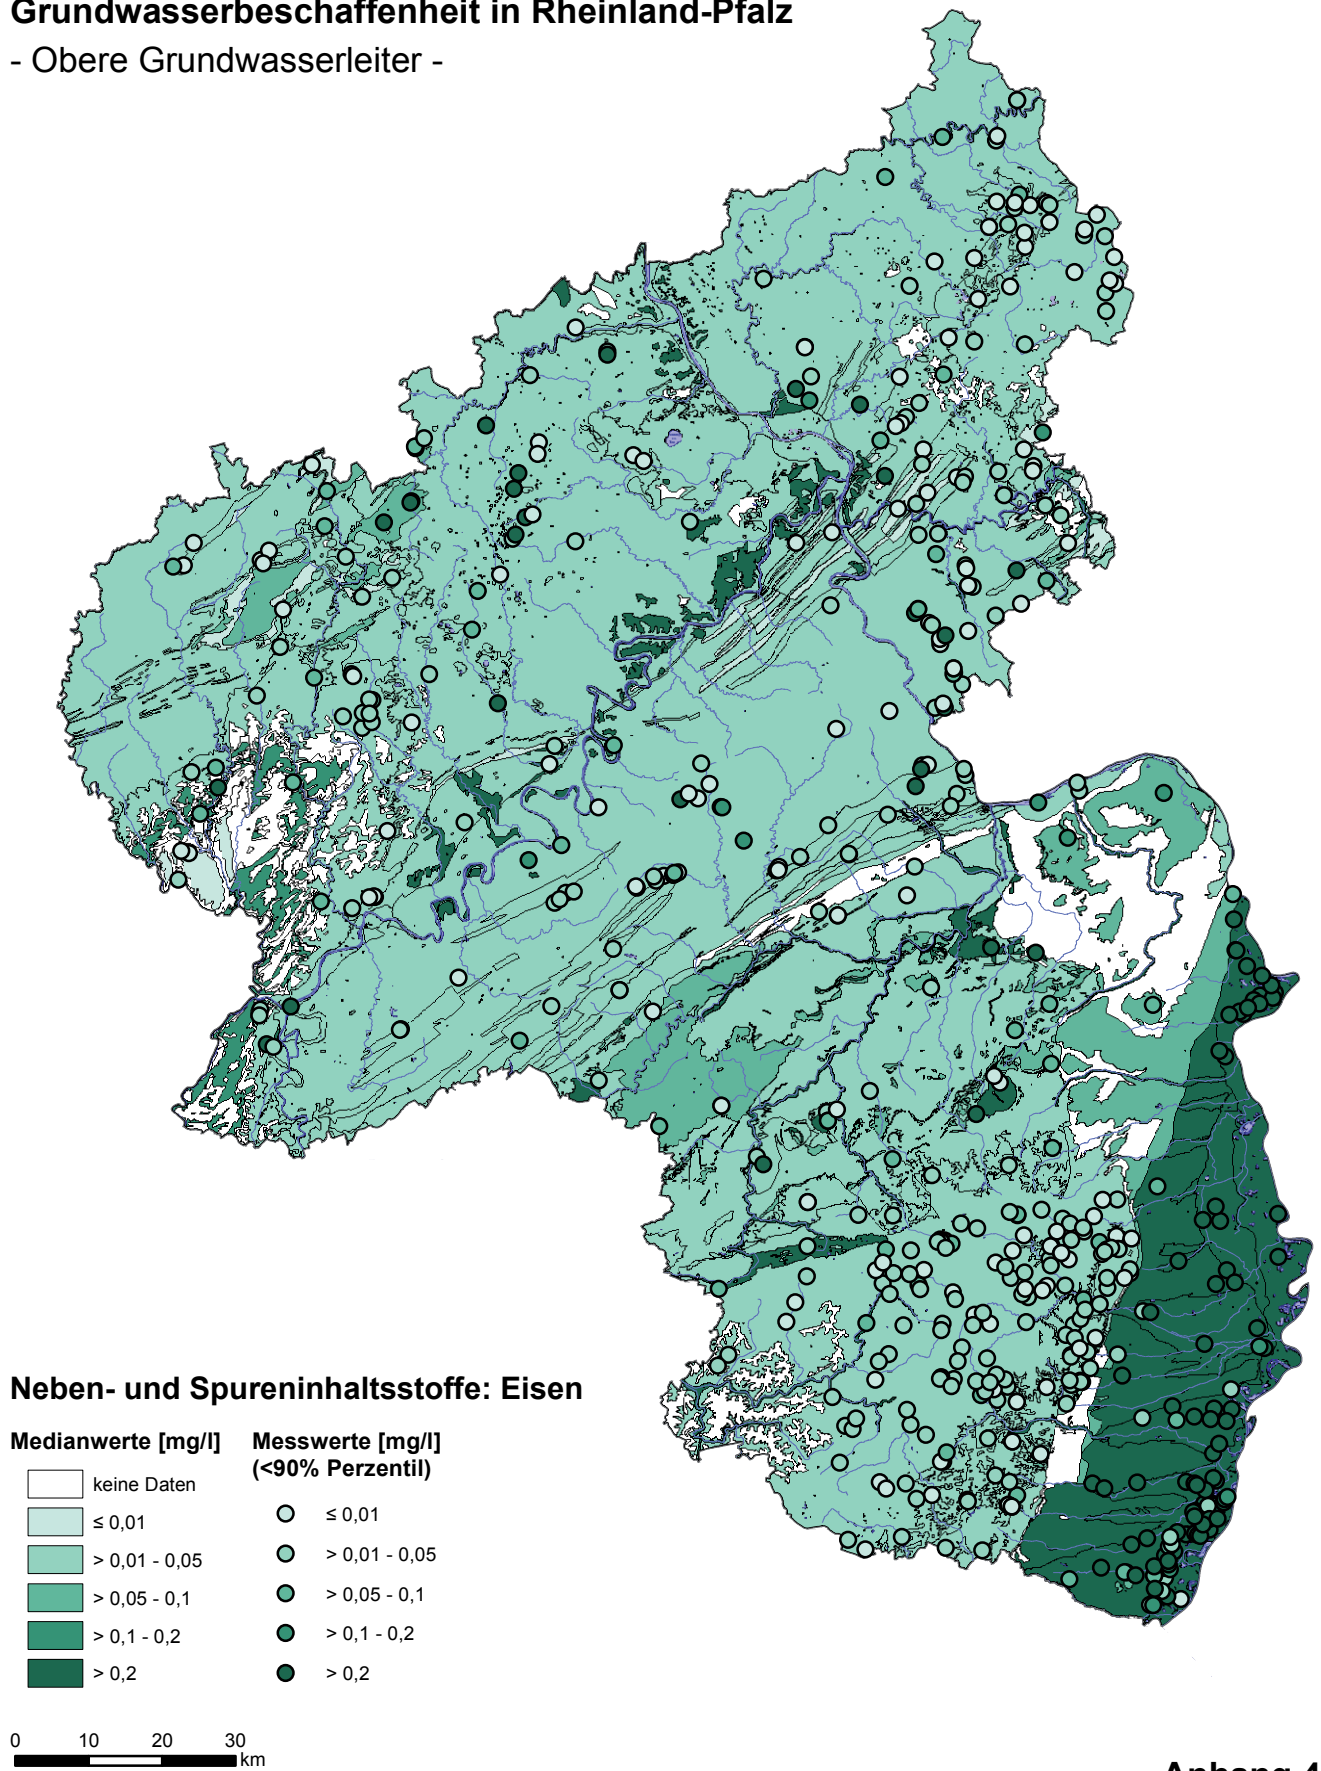 Grundwasserbeschaffenheit in Rheinland-Pfalz
- Obere Grundwasserleiter -
Neben- und Spureninhaltsstoffe: Eisen
Medianwerte [mg/l]
keine Daten
≤ 0,01
> 0,01 - 0,05
> 0,05 - 0,1
> 0,1 - 0,2
> 0,2
Messwerte [mg/l]
(<90% Perzentil)
≤ 0,01
> 0,01 - 0,05
> 0,05 - 0,1
> 0,1 - 0,2
> 0,2
0 10 20 30
km
Anhang 4